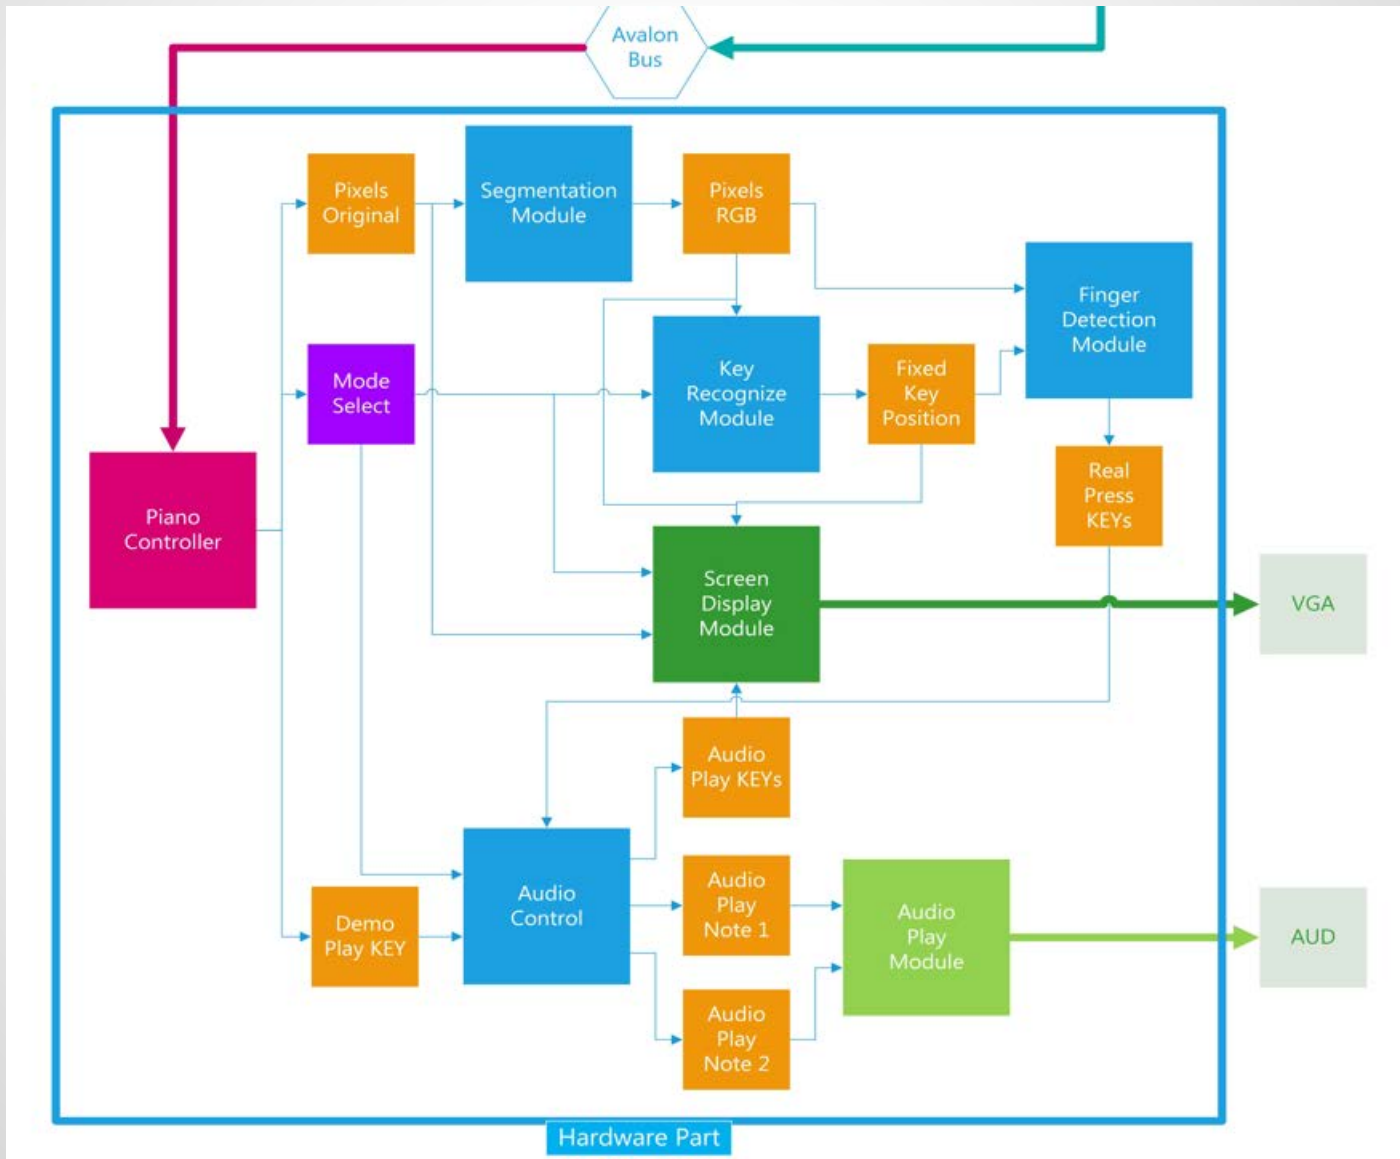 Avalon
Bus
Pixels
Original
Segmentation
Module
Pixels
RGB
Finger
Detection
Module
Mode
Select
Key
Recognize
Module
Fixed
Key
Position
Real
Press
KEYs
Piano
Controller
Screen
Display
Module
VGA
Audio
Play KEYs
Audio
Control
Audio
Play
Note 1
Audio
Play
Module
Demo
Play KEY
AUD
Audio
Play
Note 2
Hardware Part